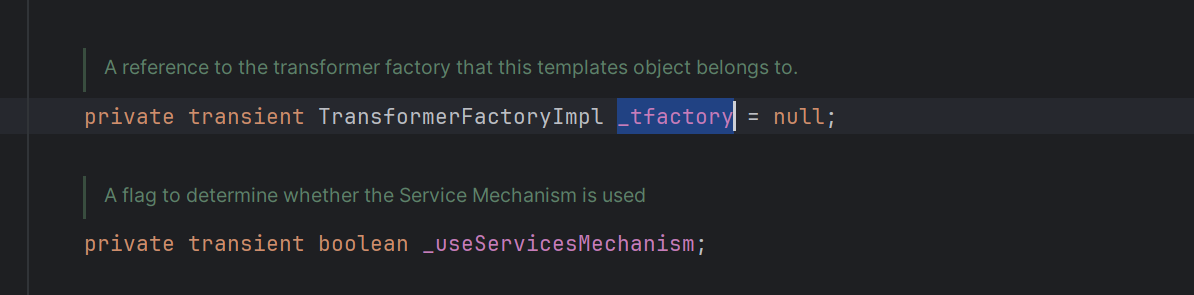 A reference to the transformer factory that this templates object belongs to.
private transient TransformerFactoryImpl _tfactory = null;
A flag to determine whether the Service Mechanism is used
private transient boolean _useServicesMechanism;